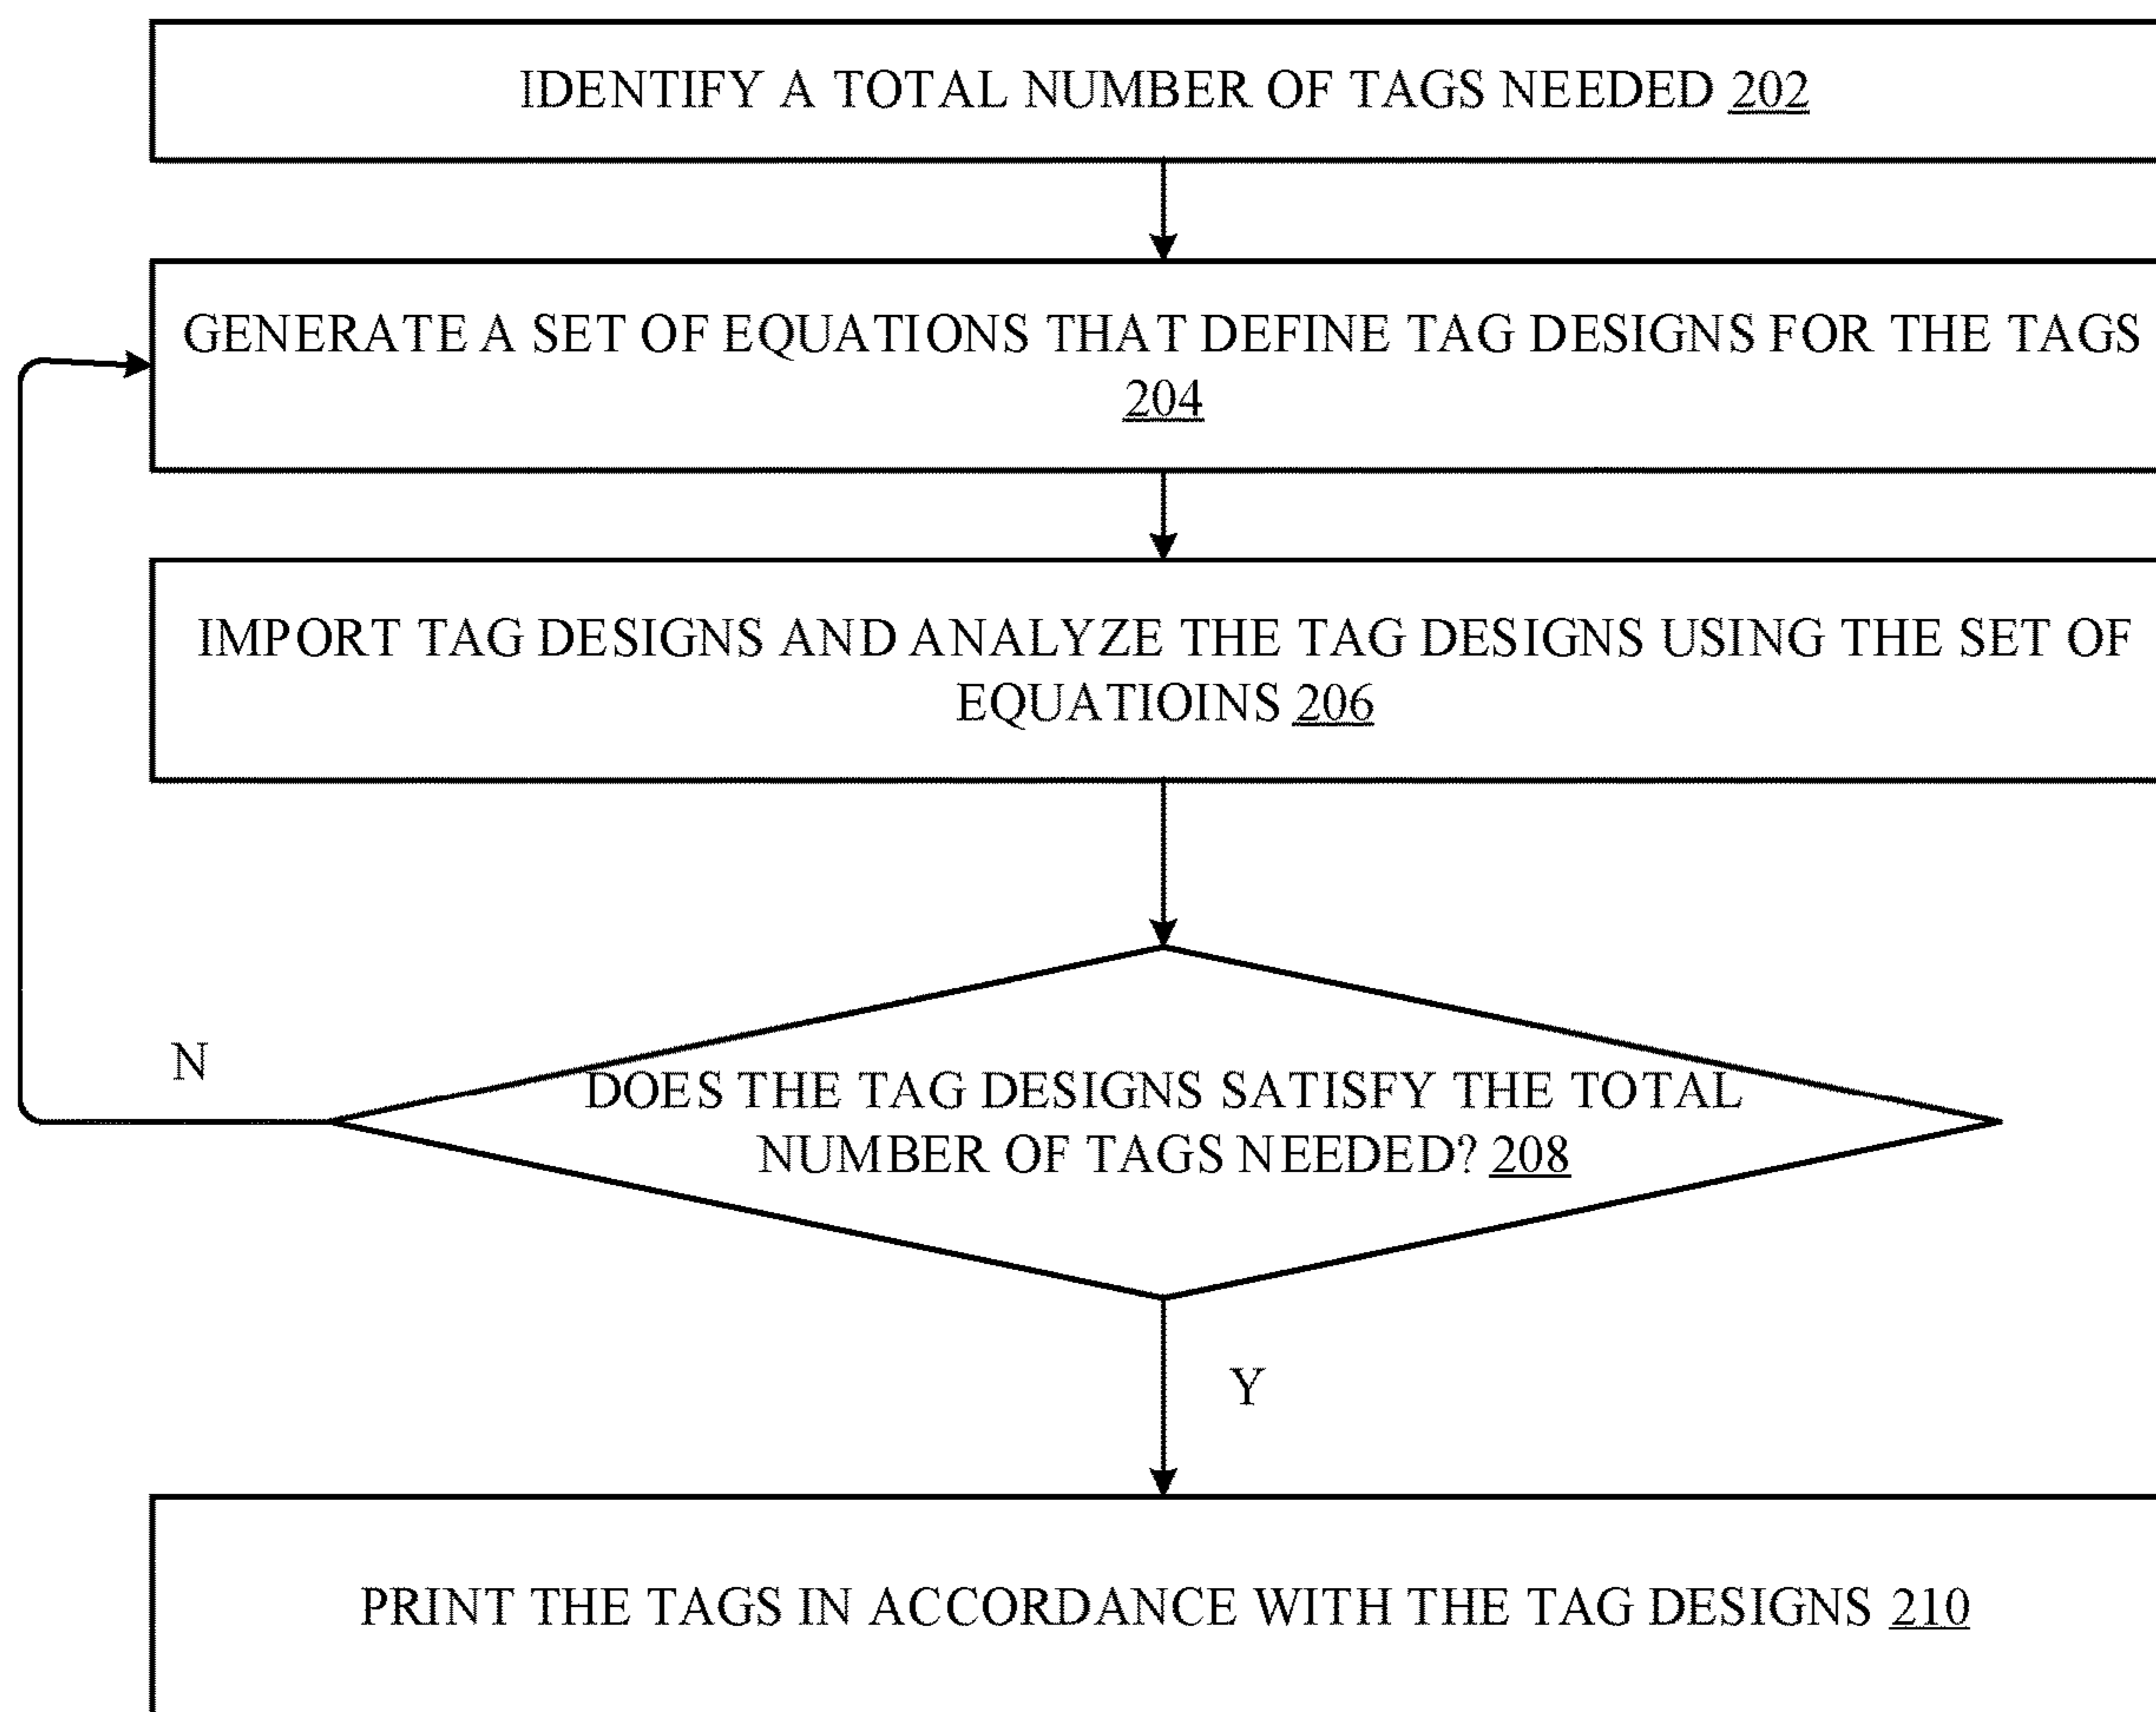 IDENTIFY A TOTAL NUMBER OF TAGS NEEDED 202
GENERATE A SET OF EQUATIONS THAT DEFINE TAG DESIGNS FOR THE TAGS
204
IMPORT TAG DESIGNS AND ANALYZE THE TAG DESIGNS USING THE SET OF
EQUATIOINS 206
N
DOES THE TAG DESIGNS SATISFY THE TOTAL
NUMBER OF TAGS NEEDED? 208
Y
PRINT THE TAGS IN ACCORDANCE WITH THE TAG DESIGNS 210